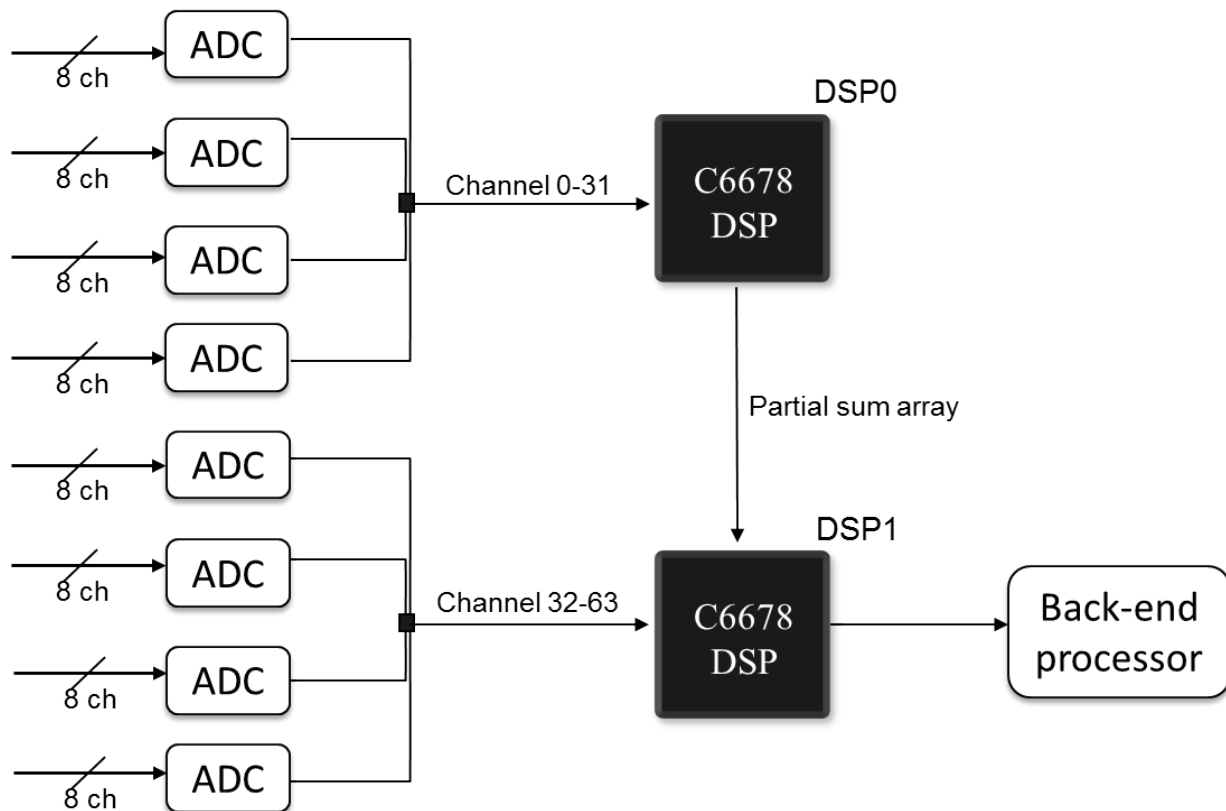 ADC
8 ch
DSP0
ADC
8 ch
Channel 0-31
C6678
DSP
ADC
8 ch
ADC
8 ch
Partial sum array
ADC
8 ch
DSP1
ADC
8 ch
Channel 32-63
C6678
DSP
Back-end
processor
ADC
8 ch
ADC
8 ch